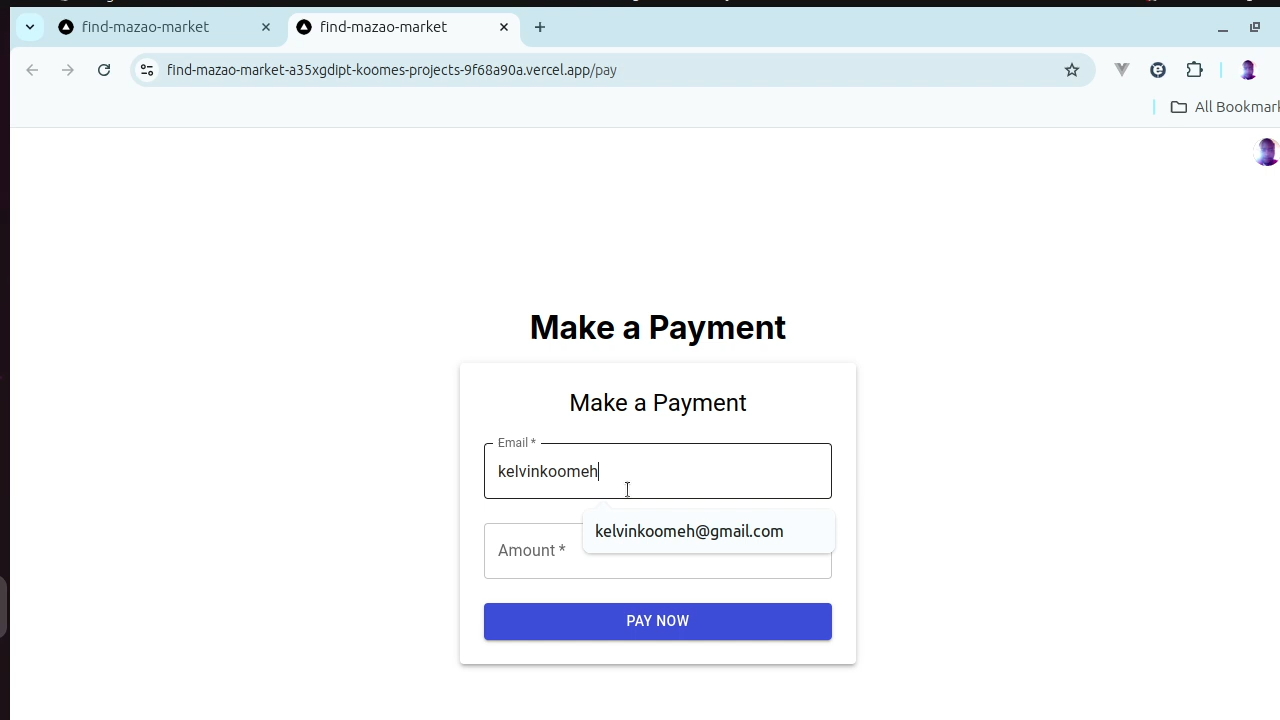 find-mazao-market
find-mazao-market
find-mazao-market-a35xgdipt-koomes-projects-9f68a90a.vercel.app/pay
All Bookmark
Make a Payment
Make a Payment
Email *
kelvinkoomeh
kelvinkoomeh@gmail.com
Amount *
PAY NOW